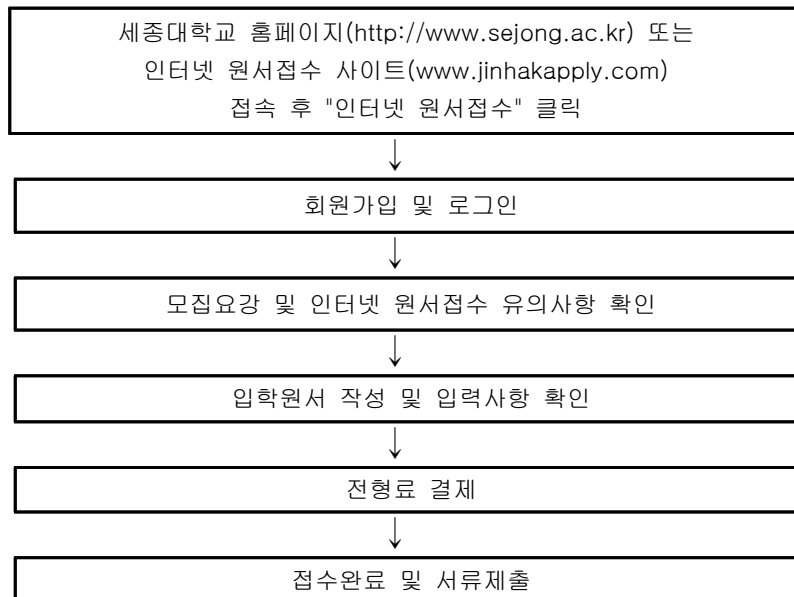 세종대학교 홈페이지(http://www.sejong.ac.kr) 또는
인터넷 원서접수 사이트(www.jinhakapply.com)
접속 후 "인터넷 원서접수" 클릭
회원가입 및 로그인
모집요강 및 인터넷 원서접수 유의사항 확인
입학원서 작성 및 입력사항 확인
전형료 결제
접수완료 및 서류제출